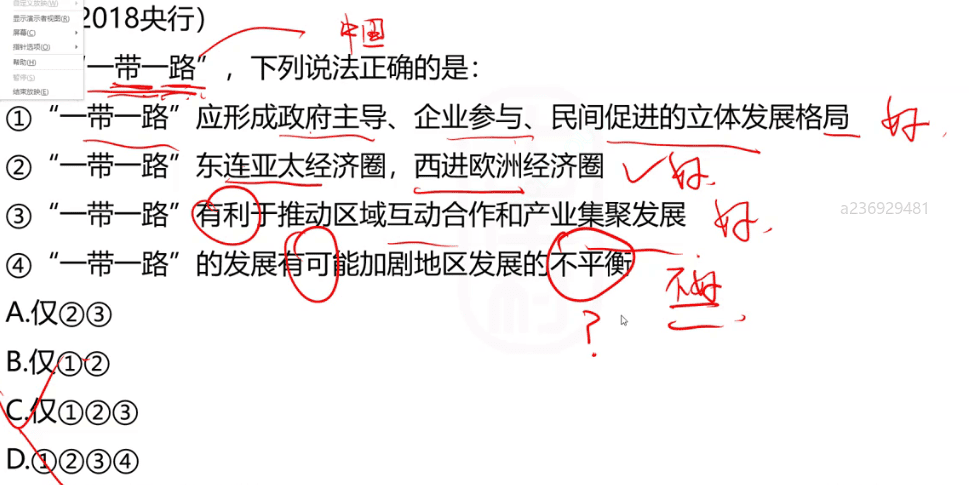 自定义放映(W)
显示演示者视图(R)
屏幕(C)
指针选项(O)
帮助(H)
暂停(S)
结束放映(E)
2018央行）
中国
“一带一路”，下列说法正确的是：
①“一带一路”应形成政府主导、企业参与、民间促进的立体发展格局 好
②“一带一路”东连亚太经济圈，西进欧洲经济圈 好
③“一带一路”有利于推动区域互动合作和产业集聚发展 好
a236929481
④“一带一路”的发展有可能加剧地区发展的不平衡 不好
?
A.仅②③
B.仅①②
C.仅①②③
D.①②③④